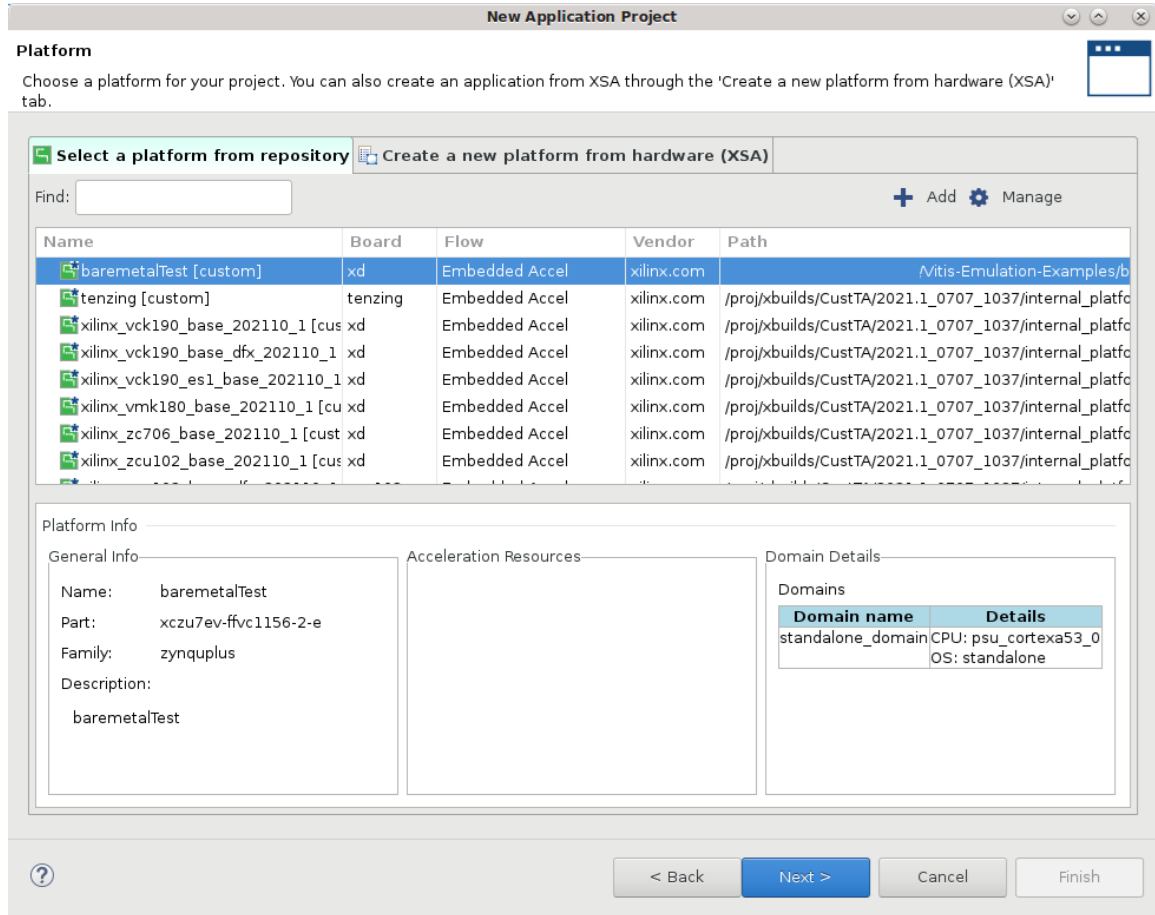 New Application Project
Platform
Choose a platform for your project. You can also create an application from XSA through the 'Create a new platform from hardware (XSA)'
tab.
Select a platform from repository Create a new platform from hardware (XSA)
Find: Add Manage
Name Board Flow Vendor Path
baremetalTest [custom] xd Embedded Accel xilinx.com /Vitis-Emulation-Examples/b
tenzing [custom] tenzing Embedded Accel xilinx.com /proj/xbuilds/CustTA/2021.1_0707_1037/internal_platfo
xilinx_vck190_base_202110_1 [cus xd Embedded Accel xilinx.com /proj/xbuilds/CustTA/2021.1_0707_1037/internal_platfo
xilinx_vck190_base_dfx_202110_1 xd Embedded Accel xilinx.com /proj/xbuilds/CustTA/2021.1_0707_1037/internal_platfo
xilinx_vck190_es1_base_202110_1 xd Embedded Accel xilinx.com /proj/xbuilds/CustTA/2021.1_0707_1037/internal_platfo
xilinx_vmk180_base_202110_1 [cu xd Embedded Accel xilinx.com /proj/xbuilds/CustTA/2021.1_0707_1037/internal_platfo
xilinx_zc706_base_202110_1 [cust xd Embedded Accel xilinx.com /proj/xbuilds/CustTA/2021.1_0707_1037/internal_platfo
xilinx_zcu102_base_202110_1 [cus xd Embedded Accel xilinx.com /proj/xbuilds/CustTA/2021.1_0707_1037/internal_platfo
Platform Info
General Info Acceleration Resources Domain Details
Name: baremetalTest
Part: xczu7ev-ffvc1156-2-e
Family: zynquplus
Description:
baremetalTest
Domains
Domain name Details
standalone_domain CPU: psu_cortexa53_0
OS: standalone
< Back Next > Cancel Finish